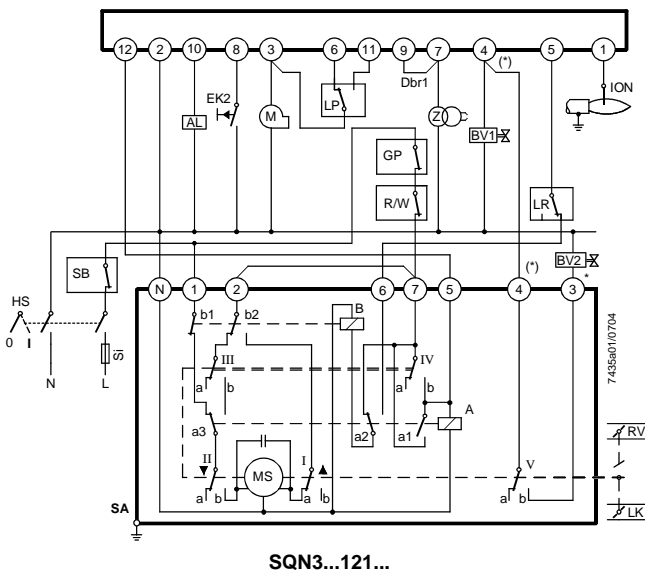 12 2 10 8 3 6 11 9 7 4 (*) 5 1
Dbr1
ION
EK2
LP
AL
M
Z
BV1
GP
R/W
LR
SB
BV2
HS
N 1 2 6 7 5 4 (*) 3 *
0 I
Si
N L
b1 b2 B
III IV
a b a b
A
a3 a2 a1
II I V
MS
a b a b a b
SA
RV
LK
7435a01/0704
SQN3...121...